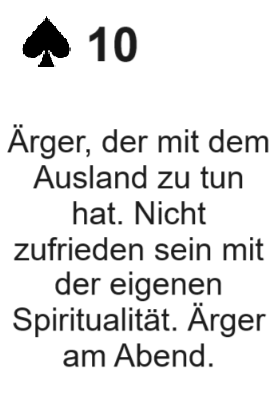 ♠ 10
Ärger, der mit dem
Ausland zu tun
hat. Nicht
zufrieden sein mit
der eigenen
Spiritualität. Ärger
am Abend.